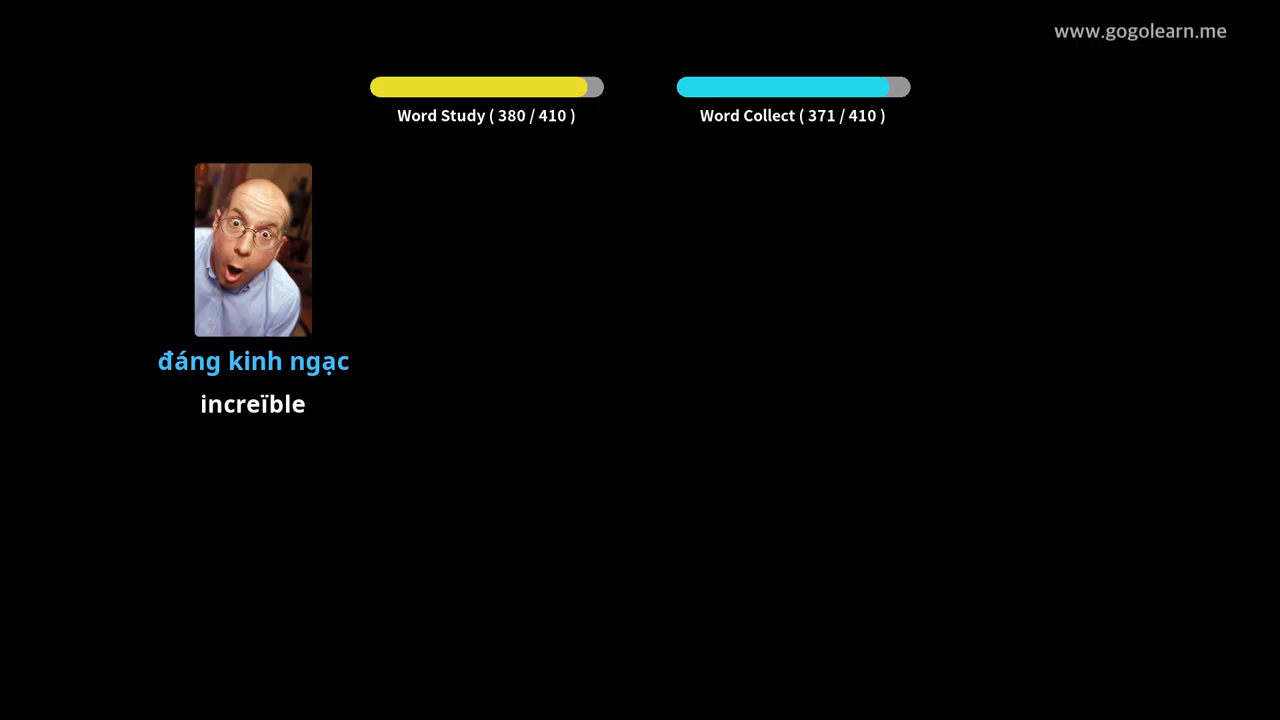 www.gogolearn.me
Word Study ( 380 / 410 )
Word Collect ( 371 / 410 )
đáng kinh ngạc
increïble